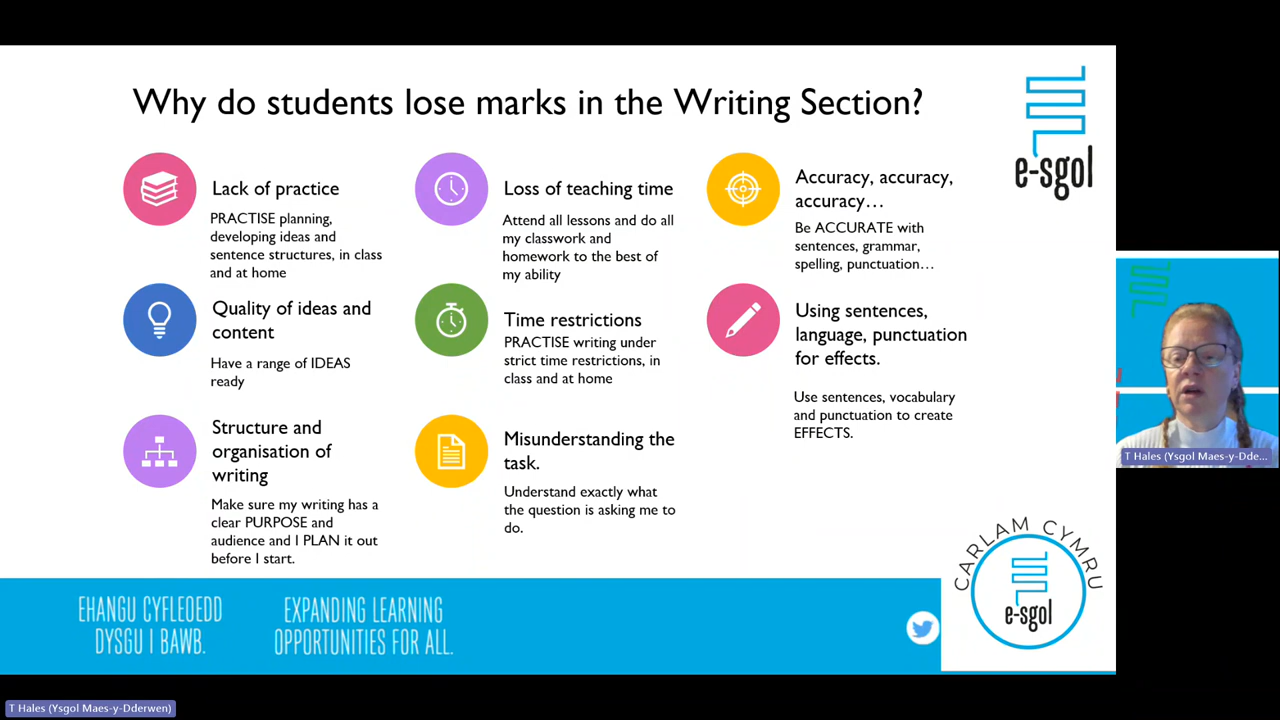 Why do students lose marks in the Writing Section?
Lack of practice
PRACTISE planning,
developing ideas and
sentence structures, in class
and at home
Quality of ideas and
content
Have a range of IDEAS
ready
Structure and
organisation of
writing
Make sure my writing has a
clear PURPOSE and
audience and I PLAN it out
before I start.
Loss of teaching time
Attend all lessons and do all
my classwork and
homework to the best of
my ability
Time restrictions
PRACTISE writing under
strict time restrictions, in
class and at home
Misunderstanding the
task.
Understand exactly what
the question is asking me to
do.
Accuracy, accuracy,
accuracy…
Be ACCURATE with
sentences, grammar,
spelling, punctuation…
Using sentences,
language, punctuation
for effects.
Use sentences, vocabulary
and punctuation to create
EFFECTS.
e-sgol
T Hales (Ysgol Maes-y-Dde...
CARLAM CYMRU
e-sgol
EHANGU CYFLEOEDD
DYSGU I BAWB.
EXPANDING LEARNING
OPPORTUNITIES FOR ALL.
T Hales (Ysgol Maes-y-Dderwen)